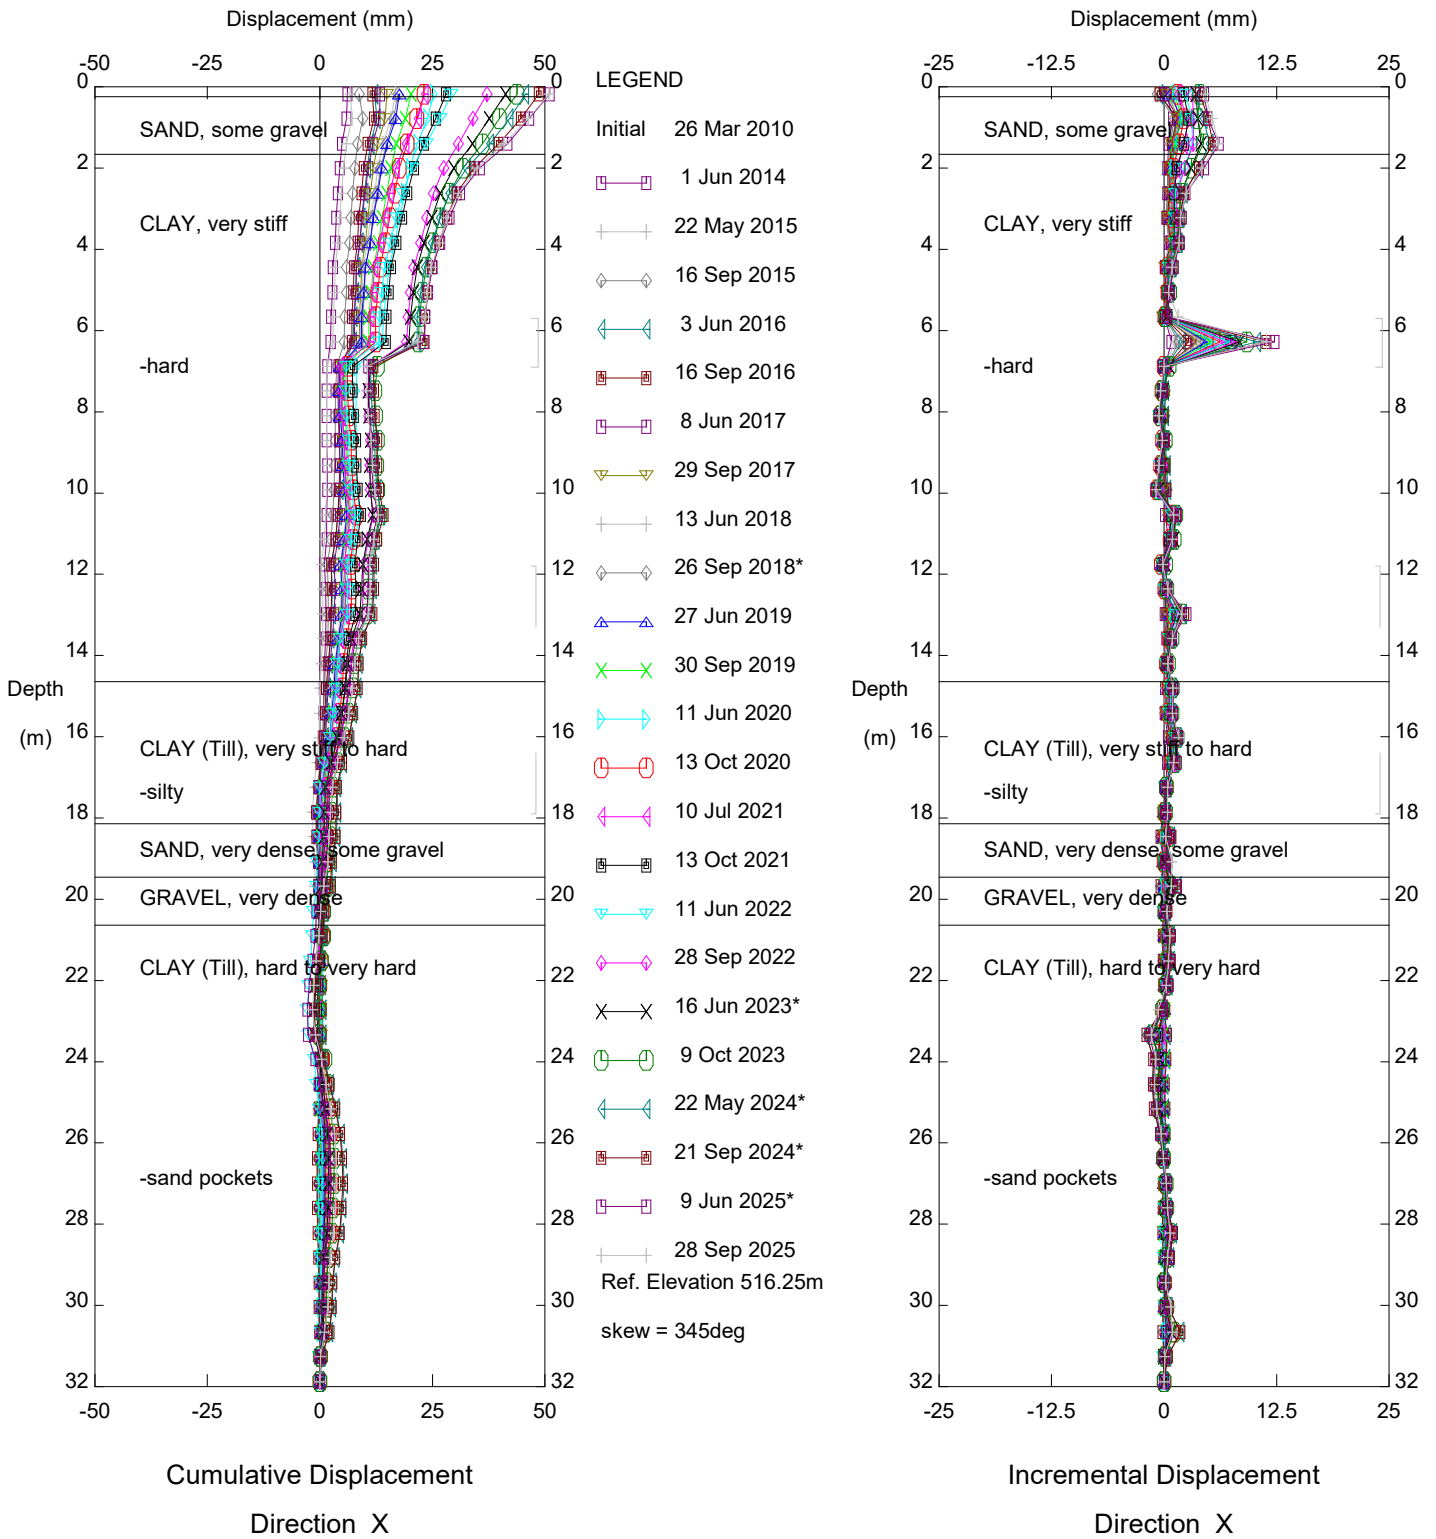 Displacement (mm)
-50 -25 0 25 50
0 0
2 2
4 4
6 6
8 8
10 10
12 12
14 14
16 16
18 18
20 20
22 22
24 24
26 26
28 28
30 30
32 32
-50 -25 0 25 50
Depth
(m)
SAND, some gravel
CLAY, very stiff
-hard
CLAY (Till), very stiff to hard
-silty
SAND, very dense, some gravel
GRAVEL, very dense
CLAY (Till), hard to very hard
-sand pockets
Cumulative Displacement
Direction X
LEGEND
Initial 26 Mar 2010
1 Jun 2014
22 May 2015
16 Sep 2015
3 Jun 2016
16 Sep 2016
8 Jun 2017
29 Sep 2017
13 Jun 2018
26 Sep 2018*
27 Jun 2019
30 Sep 2019
11 Jun 2020
13 Oct 2020
10 Jul 2021
13 Oct 2021
11 Jun 2022
28 Sep 2022
16 Jun 2023*
9 Oct 2023
22 May 2024*
21 Sep 2024*
9 Jun 2025*
28 Sep 2025
Ref. Elevation 516.25m
skew = 345deg
Displacement (mm)
-25 -12.5 0 12.5 25
0 0
2 2
4 4
6 6
8 8
10 10
12 12
14 14
16 16
18 18
20 20
22 22
24 24
26 26
28 28
30 30
32 32
-25 -12.5 0 12.5 25
Depth
(m)
SAND, some gravel
CLAY, very stiff
-hard
CLAY (Till), very stiff to hard
-silty
SAND, very dense, some gravel
GRAVEL, very dense
CLAY (Till), hard to very hard
-sand pockets
Incremental Displacement
Direction X